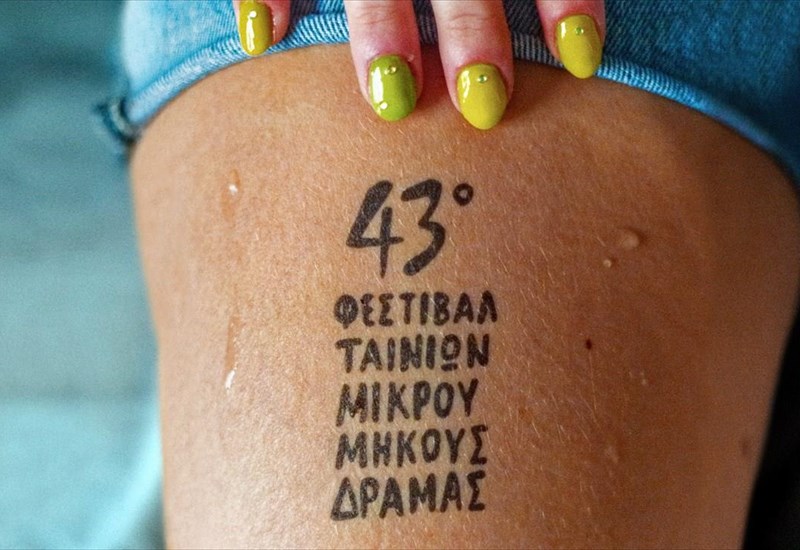 43°
ΦΕΣΤΙΒΑΛ
ΤΑΙΝΙΩΝ
ΜΙΚΡΟΥ
ΜΗΚΟΥΣ
ΔΡΑΜΑΣ